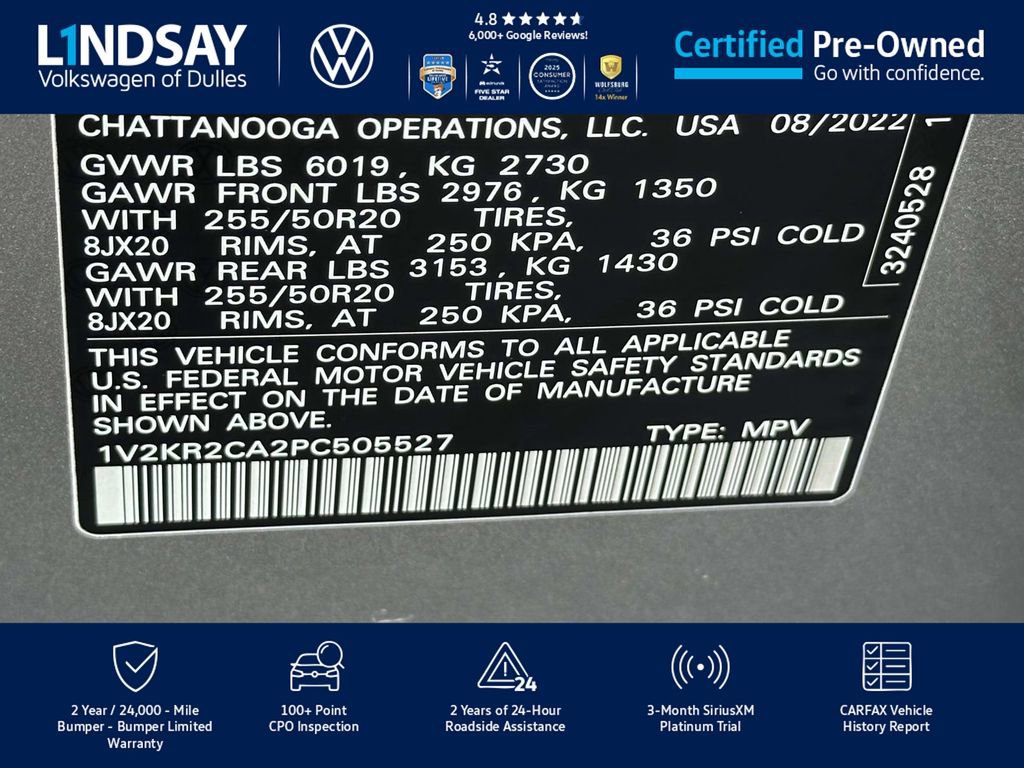 L1NDSAY
Volkswagen of Dulles
4.8
6,000+ Google Reviews!
FIVE STAR
DEALER
2025
CONSUMER
SATISFACTION
AWARD
WOLFSBURG
14x Winner
Certified Pre-Owned
Go with confidence.
CHATTANOOGA OPERATIONS, LLC. USA 08/2022
GVWR LBS 6019, KG 2730
GAWR FRONT LBS 2976, KG 1350
WITH 255/50R20 TIRES,
8JX20 RIMS, AT 250 KPA, 36 PSI COLD
GAWR REAR LBS 3153, KG 1430
WITH 255/50R20 TIRES,
8JX20 RIMS, AT 250 KPA, 36 PSI COLD
3240528
THIS VEHICLE CONFORMS TO ALL APPLICABLE
U.S. FEDERAL MOTOR VEHICLE SAFETY STANDARDS
IN EFFECT ON THE DATE OF MANUFACTURE
SHOWN ABOVE.
1V2KR2CA2PC505527 TYPE: MPV
24
2 Year / 24,000 - Mile
Bumper - Bumper Limited
Warranty
100+ Point
CPO Inspection
2 Years of 24-Hour
Roadside Assistance
3-Month SiriusXM
Platinum Trial
CARFAX Vehicle
History Report